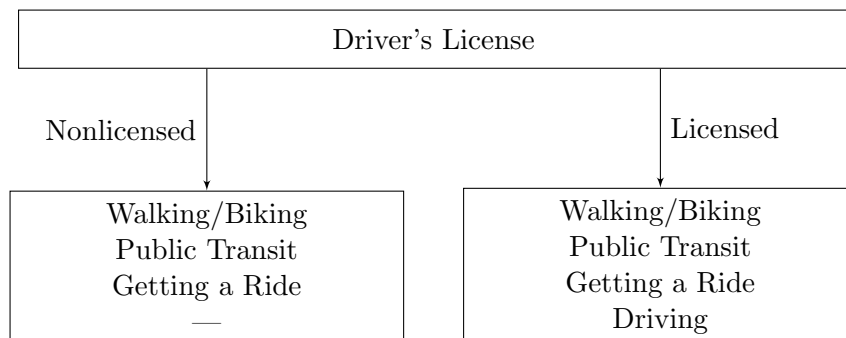 Driver's License
Nonlicensed
Licensed
Walking/Biking
Public Transit
Getting a Ride
—
Walking/Biking
Public Transit
Getting a Ride
Driving